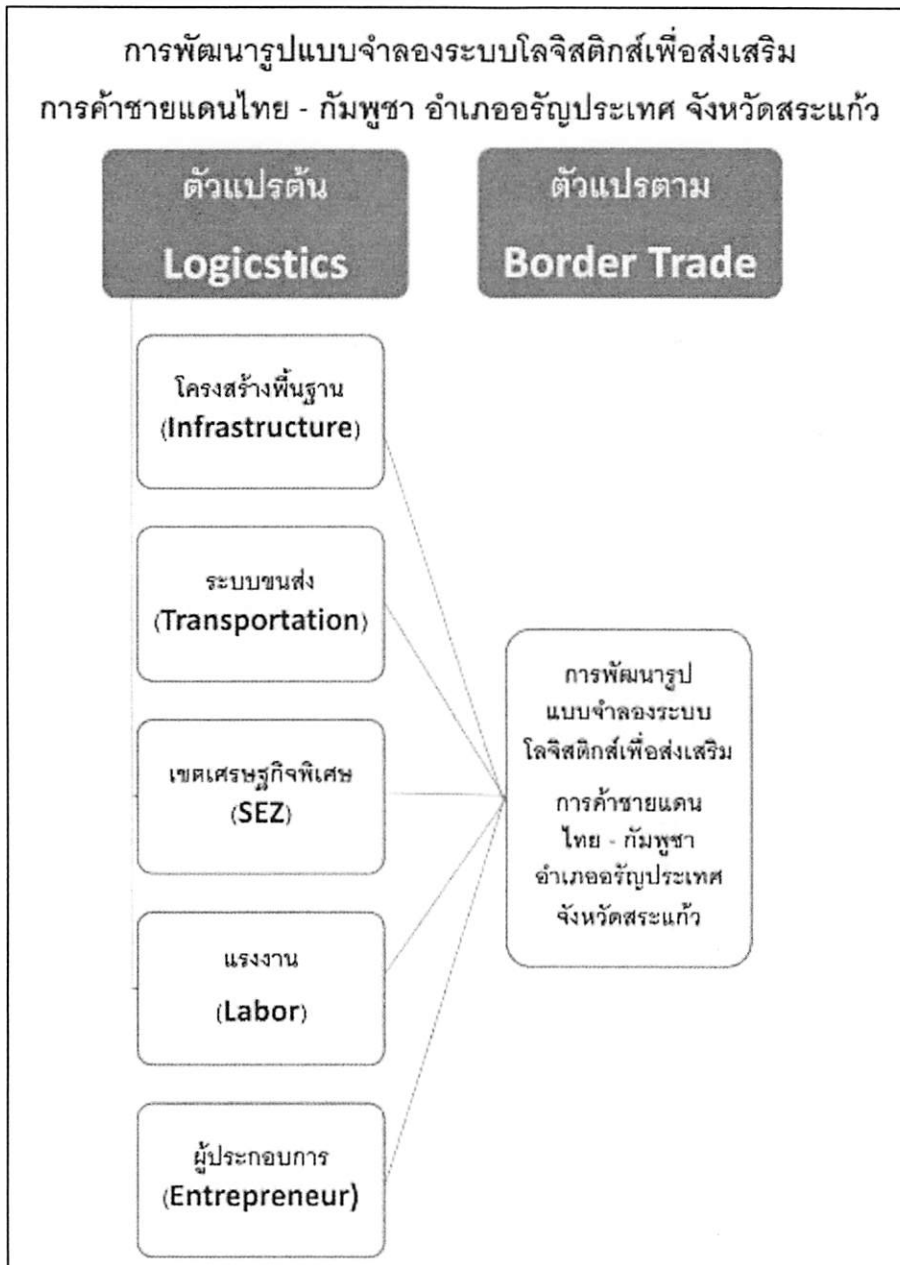 การพัฒนารูปแบบจำลองระบบโลจิสติกส์เพื่อส่งเสริม
การค้าชายแดนไทย - กัมพูชา อำเภออรัญประเทศ จังหวัดสระแก้ว
ตัวแปรต้น
Logicstics
ตัวแปรตาม
Border Trade
โครงสร้างพื้นฐาน
(Infrastructure)
ระบบขนส่ง
(Transportation)
เขตเศรษฐกิจพิเศษ
(SEZ)
แรงงาน
(Labor)
ผู้ประกอบการ
(Entrepreneur)
การพัฒนารูป
แบบจำลองระบบ
โลจิสติกส์เพื่อส่งเสริม
การค้าชายแดน
ไทย - กัมพูชา
อำเภออรัญประเทศ
จังหวัดสระแก้ว